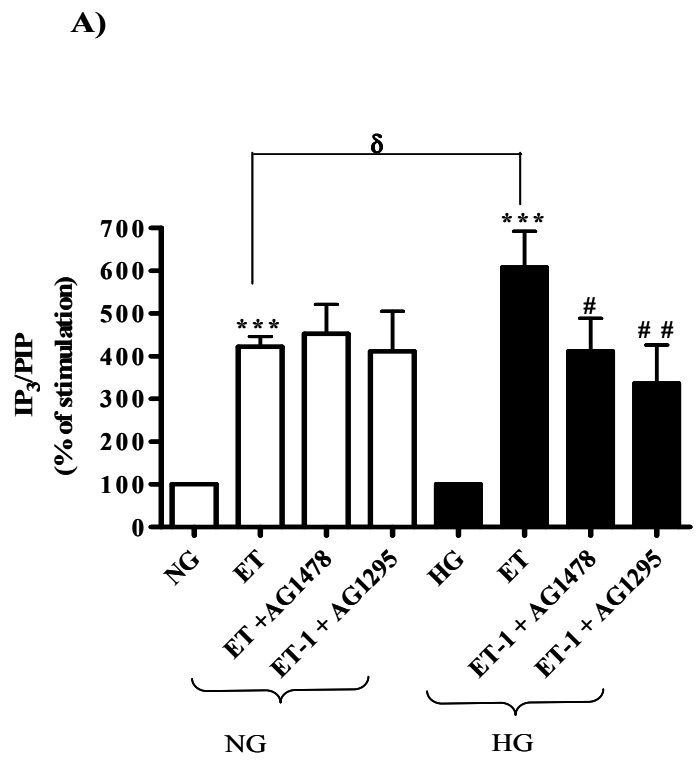 A)
δ
700
600
500
400
300
200
100
0
IP3/PIP
(% of stimulation)
***
***
#
# #
NG
ET
ET +AG1478
ET-1 + AG1295
HG
ET
ET-1 + AG1478
ET-1 + AG1295
NG
HG